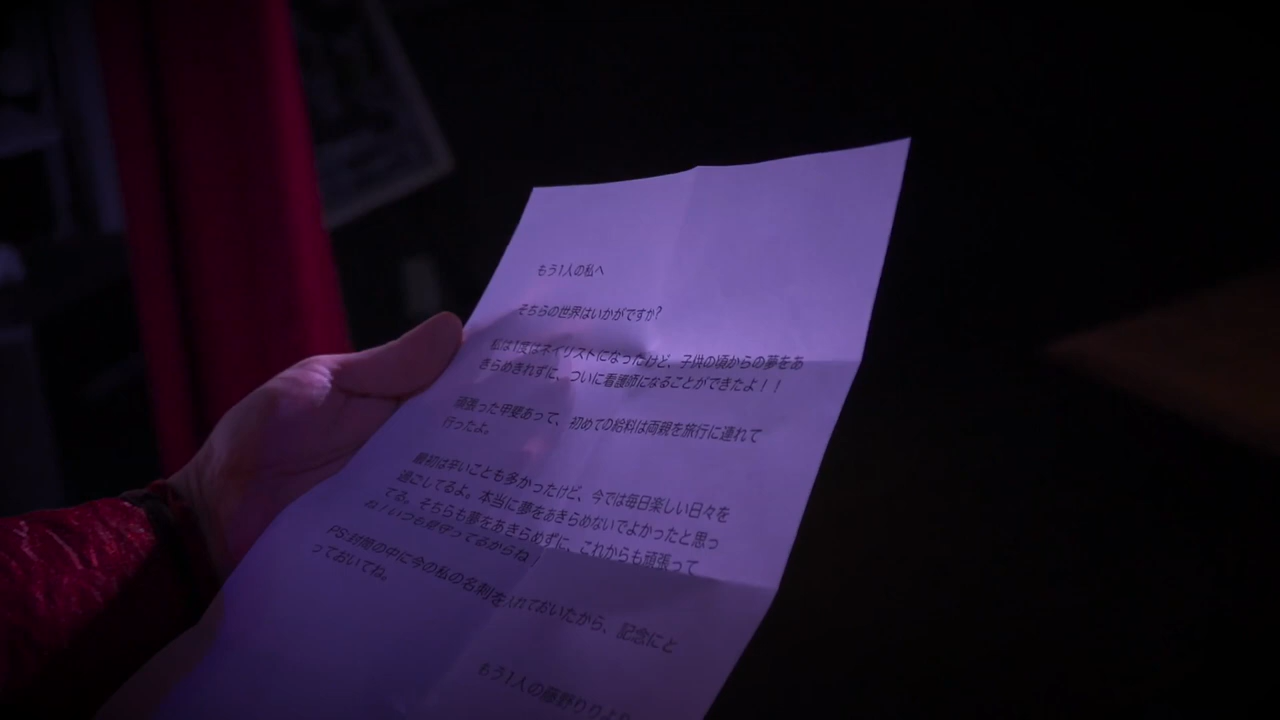 もう1人の私へ
そちらの世界はいかがですか?
私は1度はネイリストになったけど、子供の頃からの夢をあ
きらめきれずに、ついに看護師になることができたよ！！
頑張った甲斐あって、初めての給料は両親を旅行に連れて
行ったよ。
最初は辛いことも多かったけど、今では毎日楽しい日々を
過ごしてるよ。本当に夢をあきらめないでよかったと思っ
てる。そちらも夢をあきらめずに、これからも頑張って
ね！いつも見守ってるからね
PS:封筒の中に今の私の名刺を入れておいたから、記念にと
っておいてね。
もう1人の藤野りりより